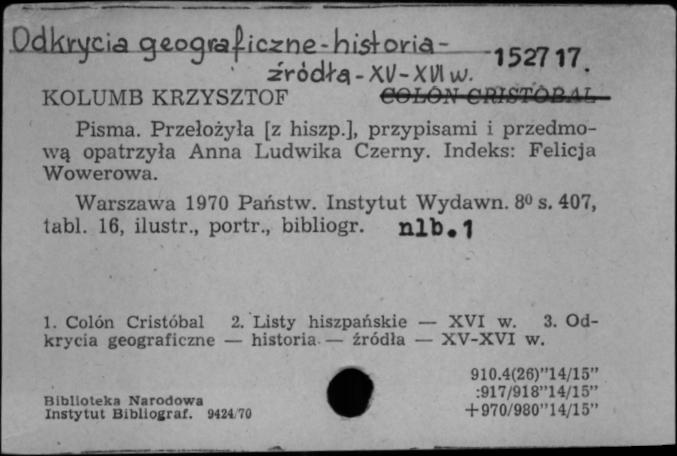 Odkrycia geograficzne-historia-
152717.
źródła-XV-XVI w.
KOLUMB KRZYSZTOF COLÓN CRISTÓBAL
Pisma. Przełożyła [z hiszp.], przypisami i przedmo-
wą opatrzyła Anna Ludwika Czerny. Indeks: Felicja
Wowerowa.
Warszawa 1970 Państw. Instytut Wydawn. 8⁰ s. 407,
tabl. 16, ilustr., portr., bibliogr. nlb. 1
1. Colón Cristóbal 2. Listy hiszpańskie — XVI w. 3. Od-
krycia geograficzne — historia — źródła — XV-XVI w.
910.4(26)"14/15"
:917/918"14/15"
+970/980"14/15"
Biblioteka Narodowa
Instytut Bibliograf. 9424/70